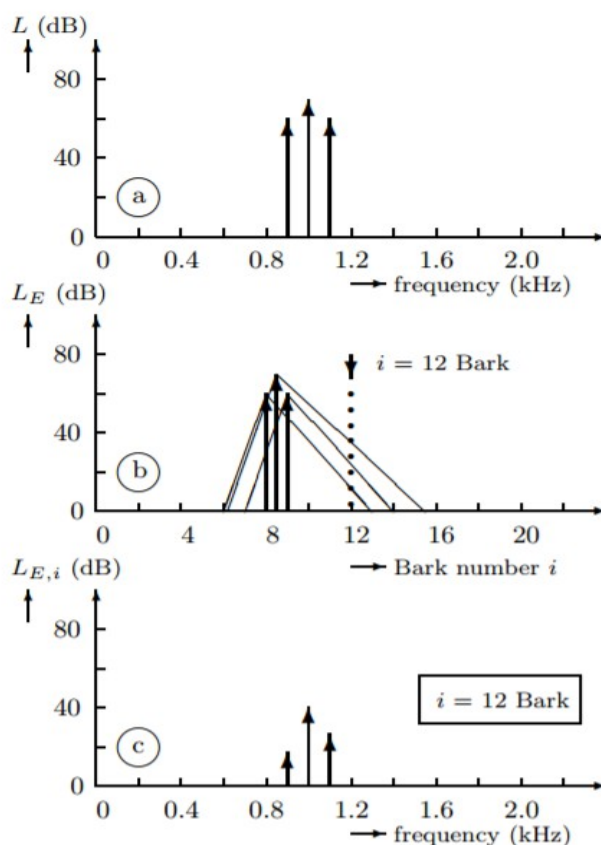 L (dB)
80
40
0
a
0 0.4 0.8 1.2 1.6 2.0
frequency (kHz)
L_E (dB)
80
i = 12 Bark
40
b
0
0 4 8 12 16 20
Bark number i
L_{E,i} (dB)
80
40
i = 12 Bark
c
0
0 0.4 0.8 1.2 1.6 2.0
frequency (kHz)